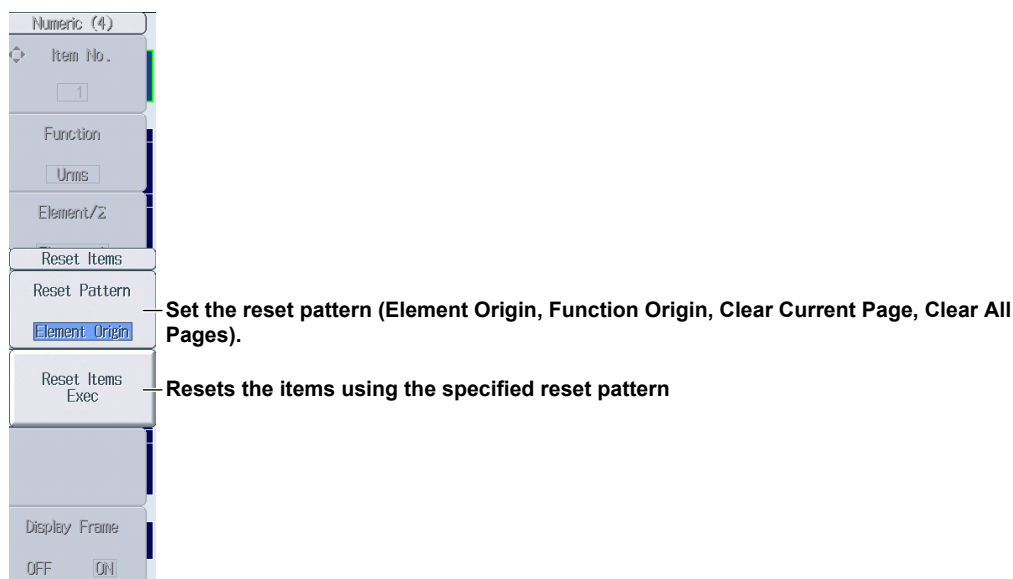 Numeric (4)
Item No.
1
Function
Urms
Element/Σ
Reset Items
Reset Pattern
Element Origin
Set the reset pattern (Element Origin, Function Origin, Clear Current Page, Clear All
Pages).
Reset Items
Exec
Resets the items using the specified reset pattern
Display Frame
OFF ON